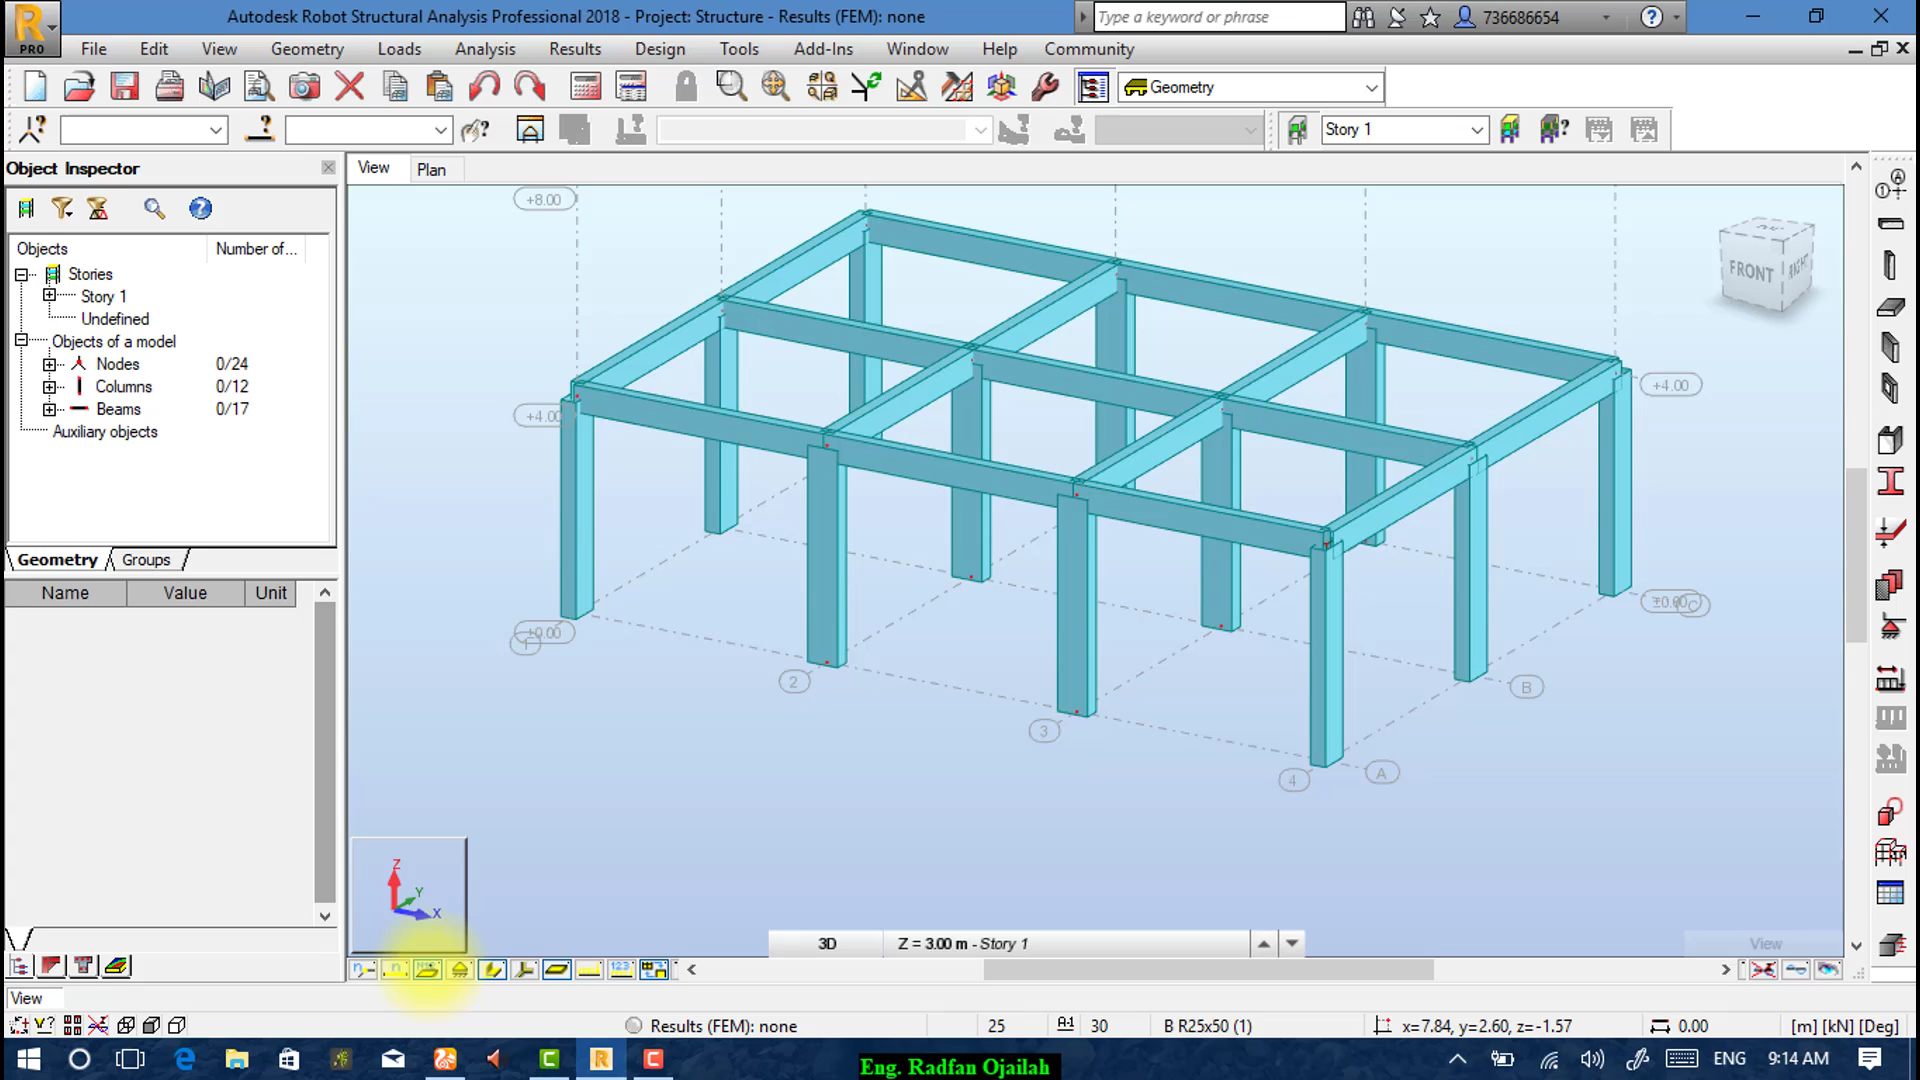 Autodesk Robot Structural Analysis Professional 2018 - Project: Structure - Results (FEM): none
Type a keyword or phrase
736686654
PRO
File Edit View Geometry Loads Analysis Results Design Tools Add-Ins Window Help Community
Geometry
Story 1
Object Inspector
View Plan
Objects Number of...
Stories
Story 1
Undefined
Objects of a model
Nodes 0/24
Columns 0/12
Beams 0/17
Auxiliary objects
Geometry Groups
Name Value Unit
+8.00
FRONT
RIGHT
+4.00
+4.00
±0.00
C
±0.00
2
B
3
4
A
Z
Y
X
3D Z = 3.00 m - Story 1
View
View
Results (FEM): none
25
30
B R25x50 (1)
x=7.84, y=2.60, z=-1.57
0.00
[m] [kN] [Deg]
Eng. Radfan Ojailah
ENG
9:14 AM